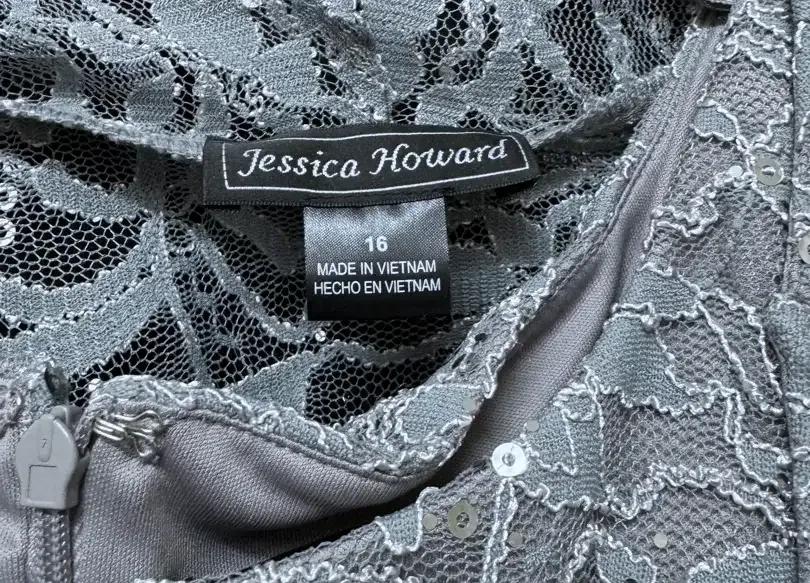 Jessica Howard
16
MADE IN VIETNAM
HECHO EN VIETNAM